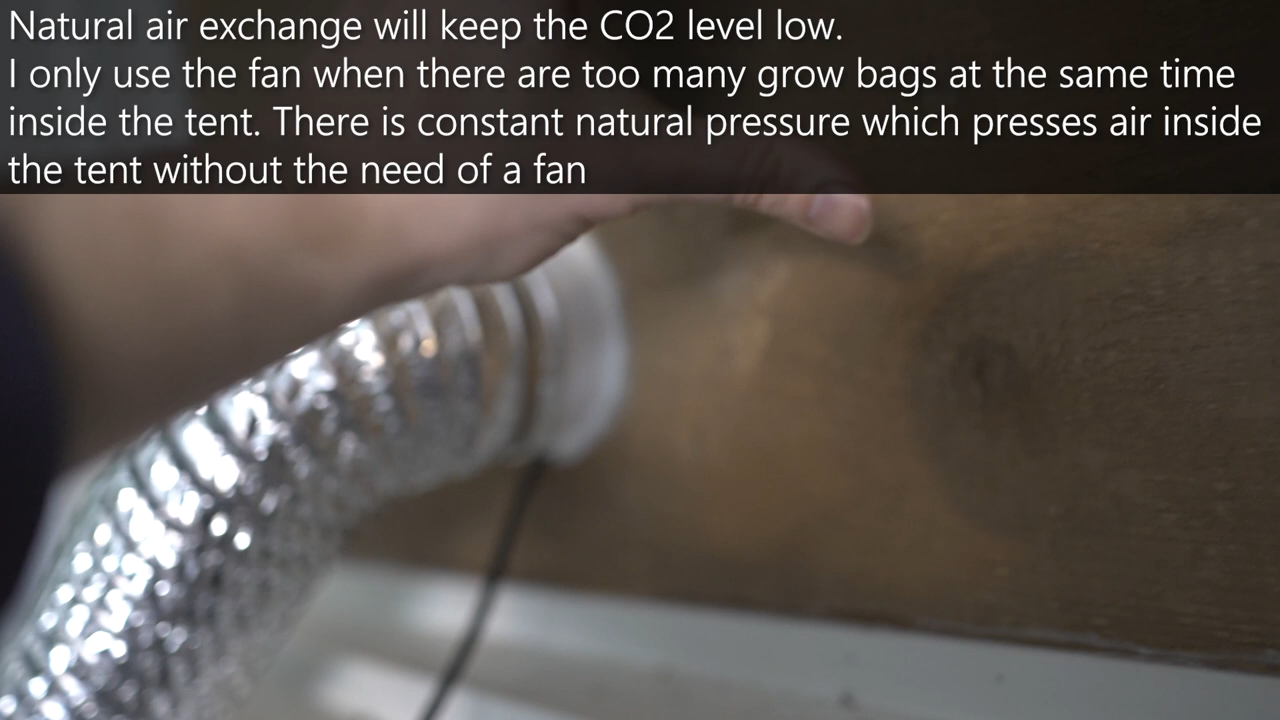 Natural air exchange will keep the CO2 level low.
I only use the fan when there are too many grow bags at the same time
inside the tent. There is constant natural pressure which presses air inside
the tent without the need of a fan